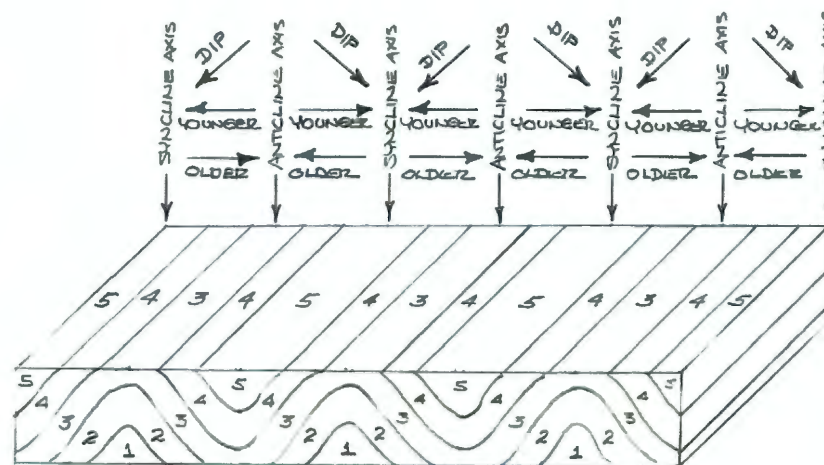 SYNCLINE AXIS
DIP
ANTICLINE AXIS
DIP
SYNCLINE AXIS
DIP
ANTICLINE AXIS
DIP
SYNCLINE AXIS
DIP
ANTICLINE AXIS
DIP
AXIS
YOUNGER YOUNGER YOUNGER YOUNGER YOUNGER YOUNGER
OLDER OLDER OLDER OLDER OLDER OLDER
5 4 3 4 5 4 3 4 5 4 3 4 5
5 4 3 2 1 2 3 4 5 4 3 2 1 2 3 4 5 4 3 2 1 2 3 4 5